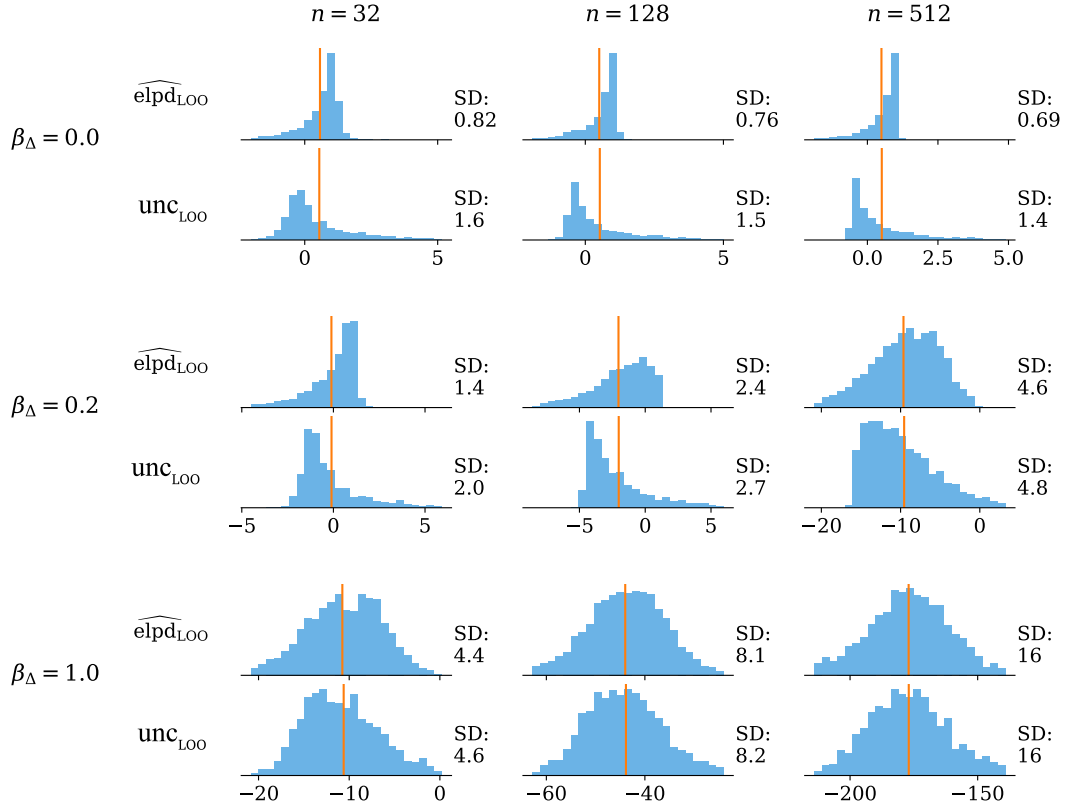 n = 32 n = 128 n = 512
β_Δ = 0.0
elpd_LOO
SD: 0.82
SD: 0.76
SD: 0.69
unc_LOO
SD: 1.6
SD: 1.5
SD: 1.4
0 5
0 5
0.0 2.5 5.0
β_Δ = 0.2
elpd_LOO
SD: 1.4
SD: 2.4
SD: 4.6
unc_LOO
SD: 2.0
SD: 2.7
SD: 4.8
−5 0 5
−5 0 5
−20 −10 0
β_Δ = 1.0
elpd_LOO
SD: 4.4
SD: 8.1
SD: 16
unc_LOO
SD: 4.6
SD: 8.2
SD: 16
−20 −10 0
−60 −40
−200 −150